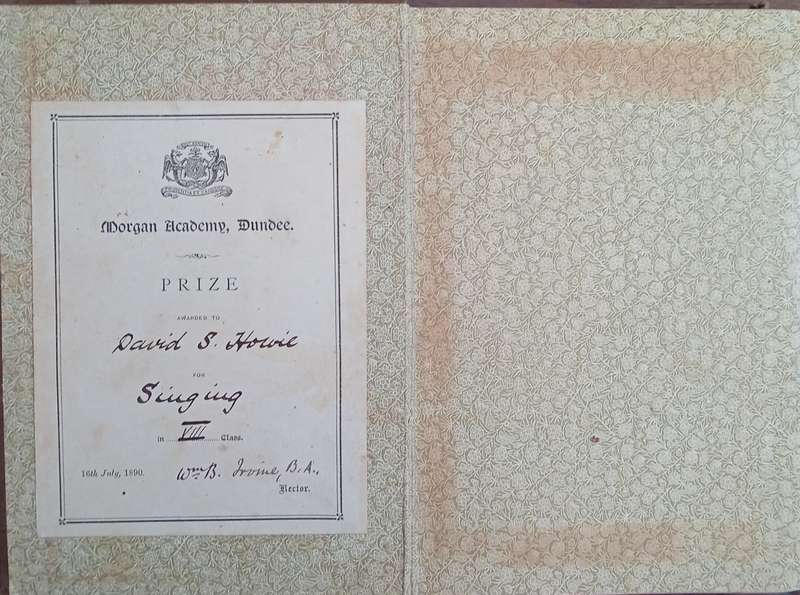 Morgan Academy, Dundee.
PRIZE
AWARDED TO
David S. Howie
FOR
Singing
in VIII Class.
16th July, 1890. Wm B. Irvine, B.A.,
Rector.